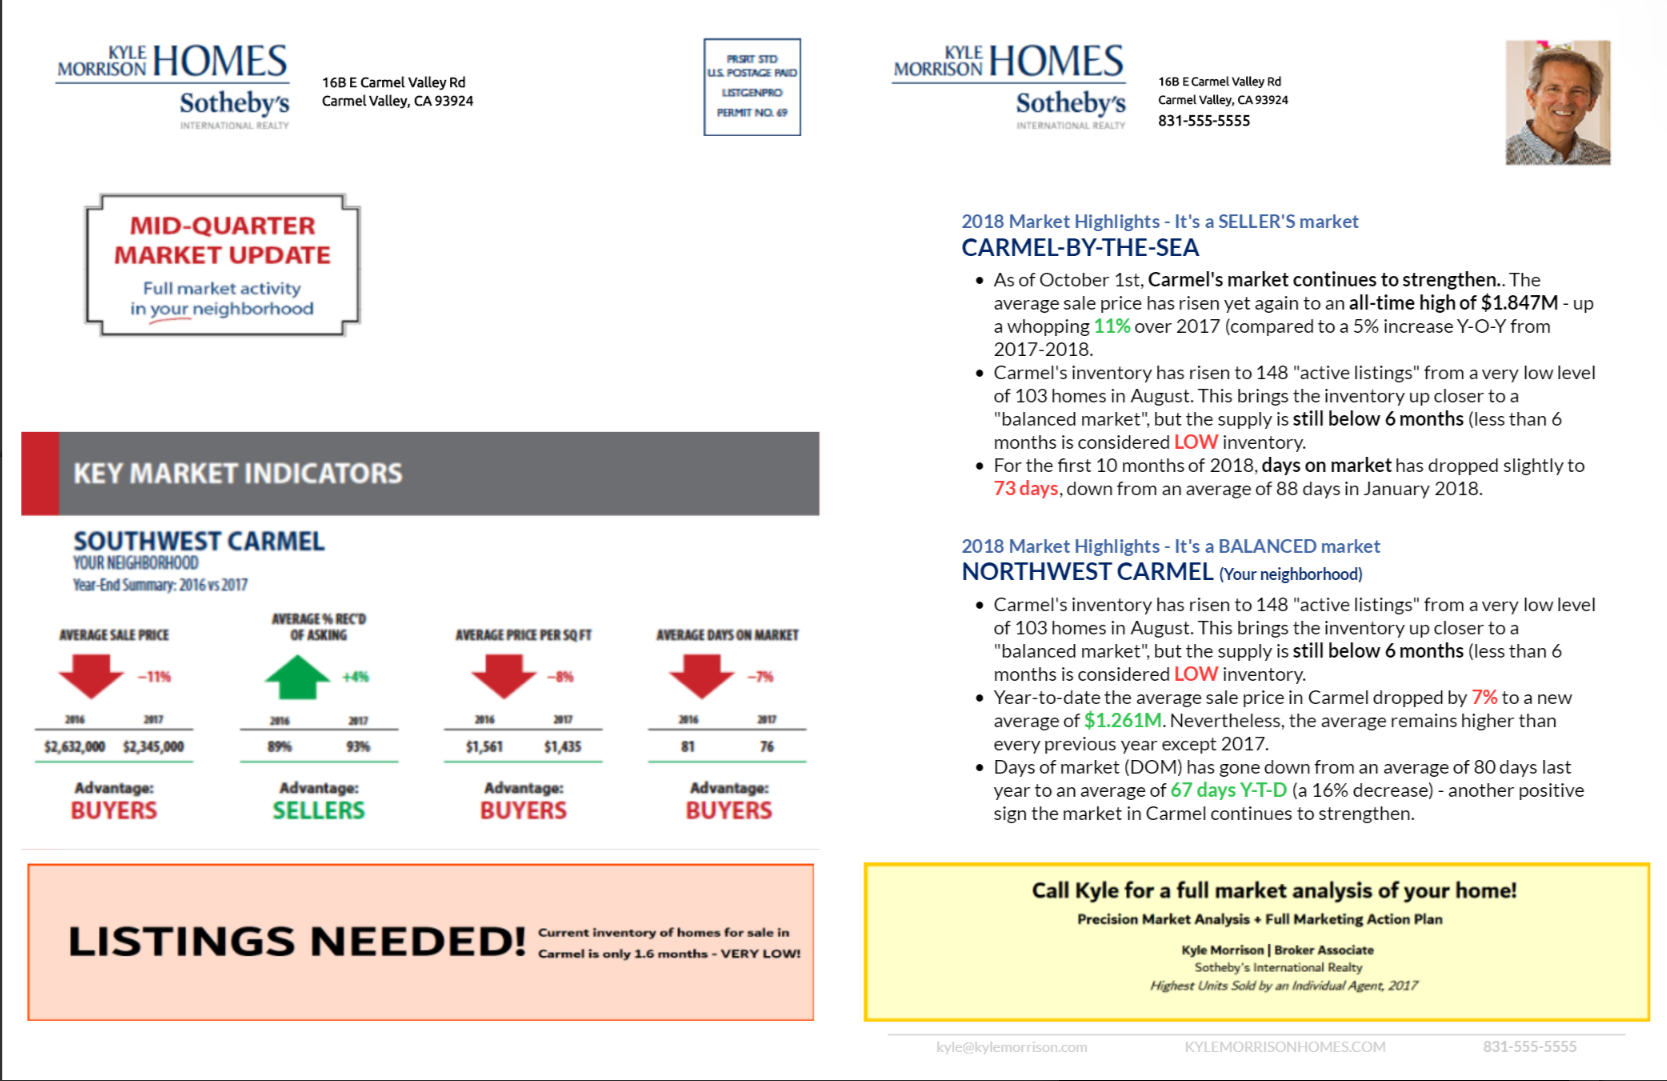 KYLE
MORRISON HOMES
Sotheby's
INTERNATIONAL REALTY
16B E Carmel Valley Rd
Carmel Valley, CA 93924
PRSRT STD
U.S. POSTAGE PAID
LISTGENPRO
PERMIT NO. 69
MID-QUARTER
MARKET UPDATE
Full market activity
in your neighborhood
KEY MARKET INDICATORS
SOUTHWEST CARMEL
YOUR NEIGHBORHOOD
Year-End Summary: 2016 vs 2017
AVERAGE SALE PRICE
–11%
2016 2017
$2,632,000 $2,345,000
Advantage:
BUYERS
AVERAGE % REC'D
OF ASKING
+4%
2016 2017
89% 93%
Advantage:
SELLERS
AVERAGE PRICE PER SQ FT
–8%
2016 2017
$1,561 $1,435
Advantage:
BUYERS
AVERAGE DAYS ON MARKET
–7%
2016 2017
81 76
Advantage:
BUYERS
LISTINGS NEEDED!
Current inventory of homes for sale in
Carmel is only 1.6 months - VERY LOW!
KYLE
MORRISON HOMES
Sotheby's
INTERNATIONAL REALTY
16B E Carmel Valley Rd
Carmel Valley, CA 93924
831-555-5555
2018 Market Highlights - It's a SELLER'S market
CARMEL-BY-THE-SEA
• As of October 1st, Carmel's market continues to strengthen.. The
average sale price has risen yet again to an all-time high of $1.847M - up
a whopping 11% over 2017 (compared to a 5% increase Y-O-Y from
2017-2018.
• Carmel's inventory has risen to 148 "active listings" from a very low level
of 103 homes in August. This brings the inventory up closer to a
"balanced market", but the supply is still below 6 months (less than 6
months is considered LOW inventory.
• For the first 10 months of 2018, days on market has dropped slightly to
73 days, down from an average of 88 days in January 2018.
2018 Market Highlights - It's a BALANCED market
NORTHWEST CARMEL (Your neighborhood)
• Carmel's inventory has risen to 148 "active listings" from a very low level
of 103 homes in August. This brings the inventory up closer to a
"balanced market", but the supply is still below 6 months (less than 6
months is considered LOW inventory.
• Year-to-date the average sale price in Carmel dropped by 7% to a new
average of $1.261M. Nevertheless, the average remains higher than
every previous year except 2017.
• Days of market (DOM) has gone down from an average of 80 days last
year to an average of 67 days Y-T-D (a 16% decrease) - another positive
sign the market in Carmel continues to strengthen.
Call Kyle for a full market analysis of your home!
Precision Market Analysis + Full Marketing Action Plan
Kyle Morrison | Broker Associate
Sotheby's International Realty
Highest Units Sold by an Individual Agent, 2017
kyle@kylemorrison.com KYLEMORRISONHOMES.COM 831-555-5555